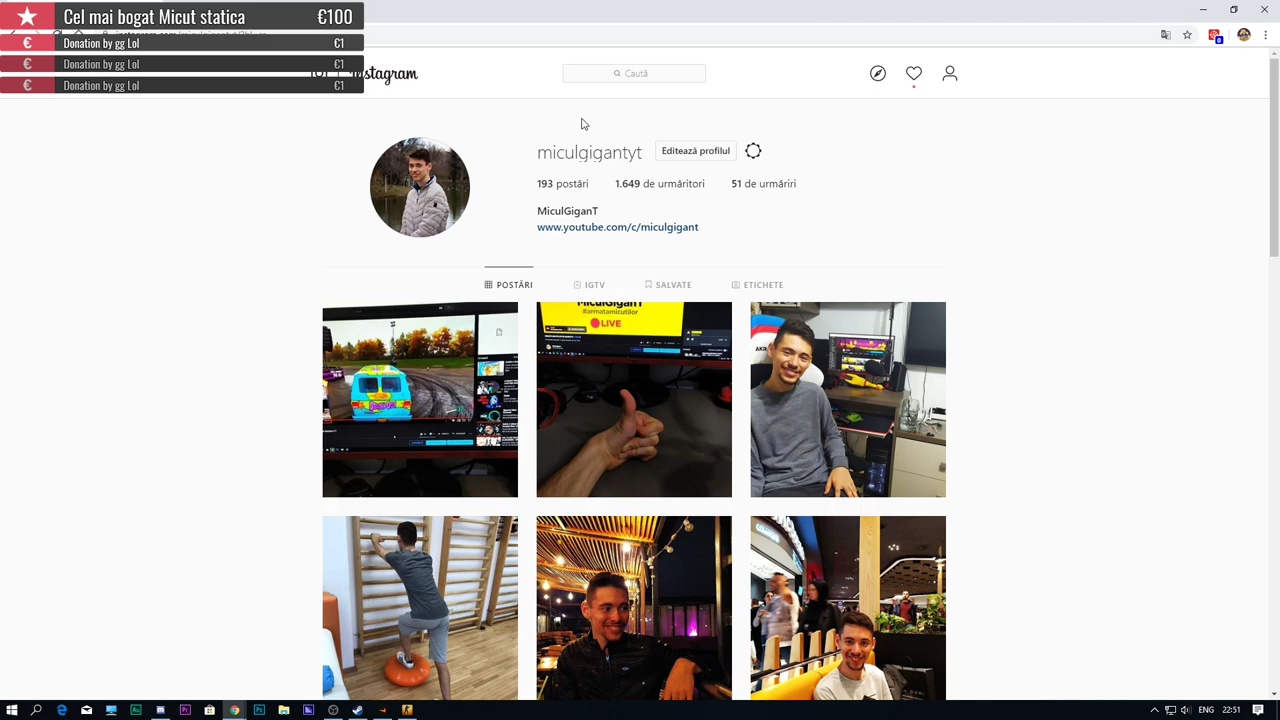 Cel mai bogat Micut statica €100
€ Donation by gg Lol €1
€ Donation by gg Lol €1
€ Donation by gg Lol €1
Instagram
Caută
miculgigantyt
Editează profilul
193 postări 1.649 de urmăritori 51 de urmăriri
MiculGiganT
www.youtube.com/c/miculgigant
POSTĂRI IGTV SALVATE ETICHETE
MiculGiganT
#armatamicutilor
LIVE
ENG 22:51